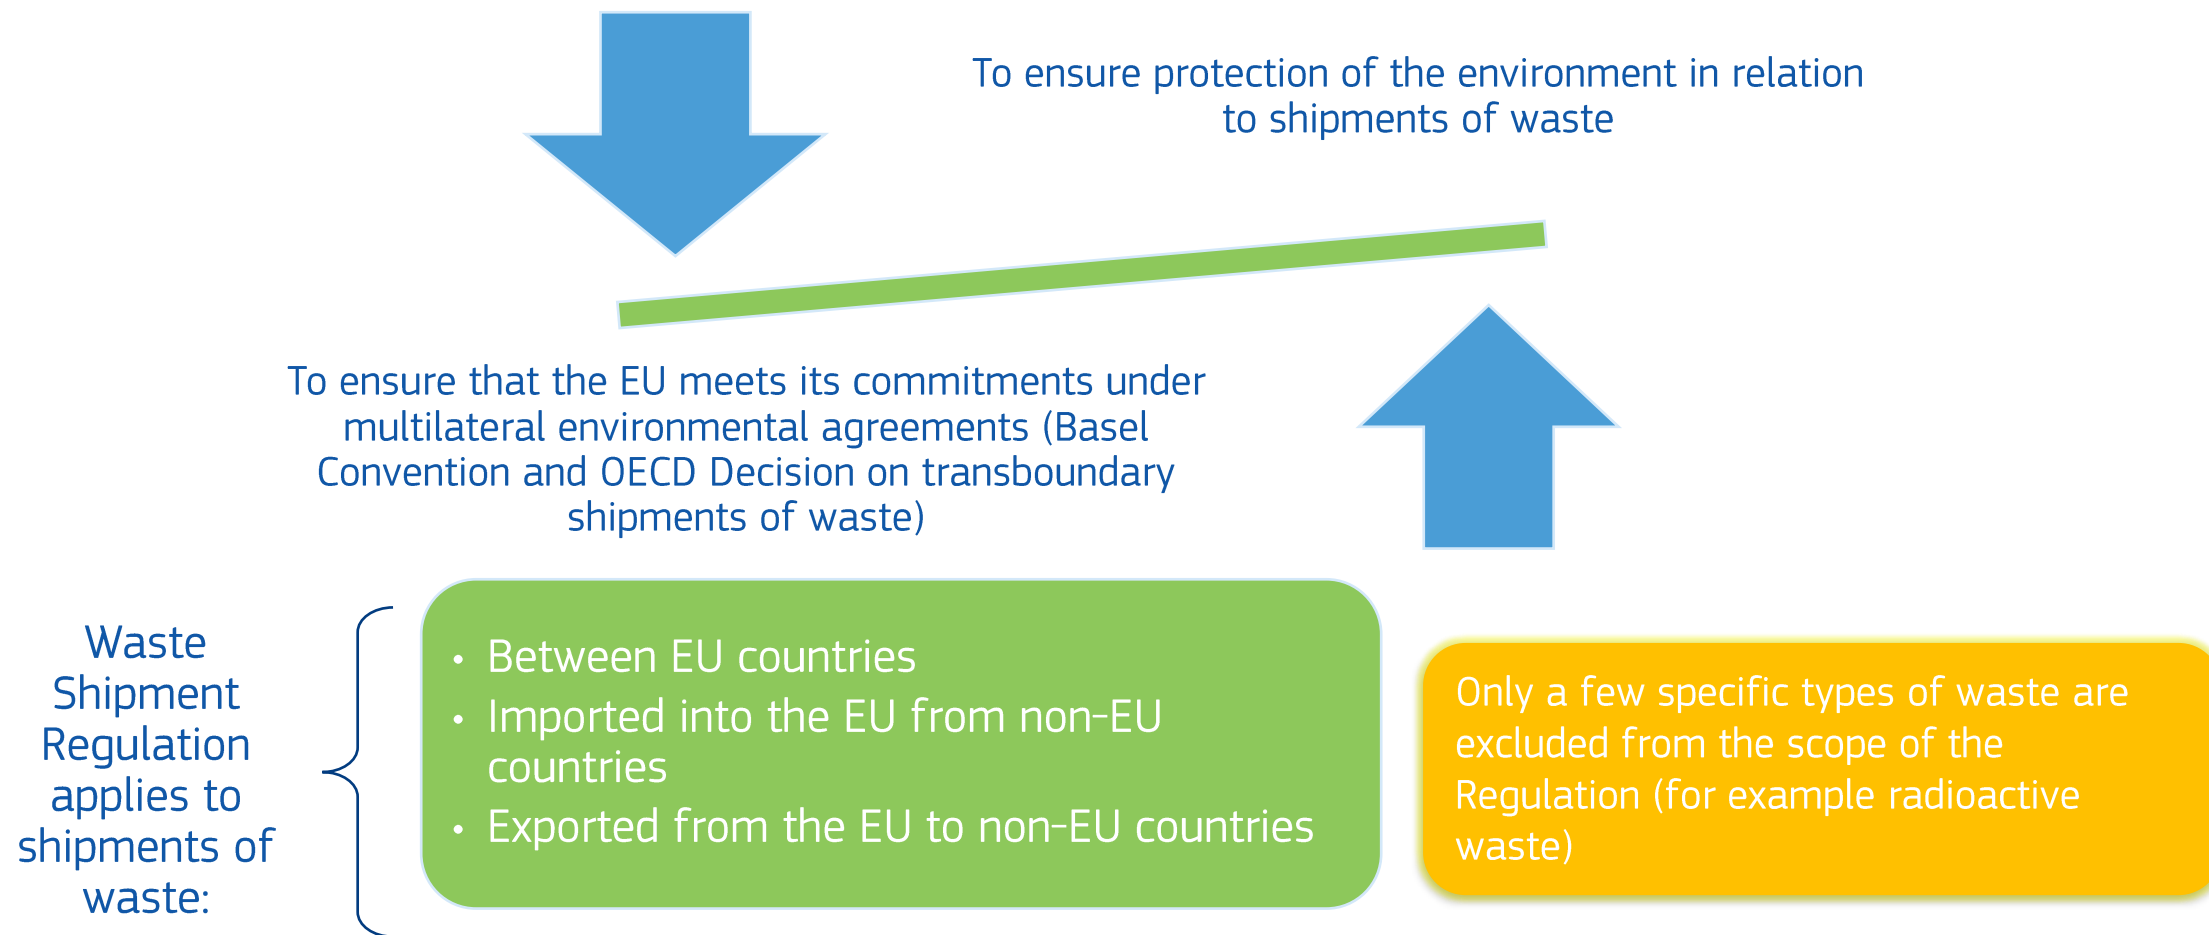 To ensure protection of the environment in relation
to shipments of waste
To ensure that the EU meets its commitments under
multilateral environmental agreements (Basel
Convention and OECD Decision on transboundary
shipments of waste)
Waste
Shipment
Regulation
applies to
shipments of
waste:
• Between EU countries
• Imported into the EU from non-EU
countries
• Exported from the EU to non-EU countries
Only a few specific types of waste are
excluded from the scope of the
Regulation (for example radioactive
waste)